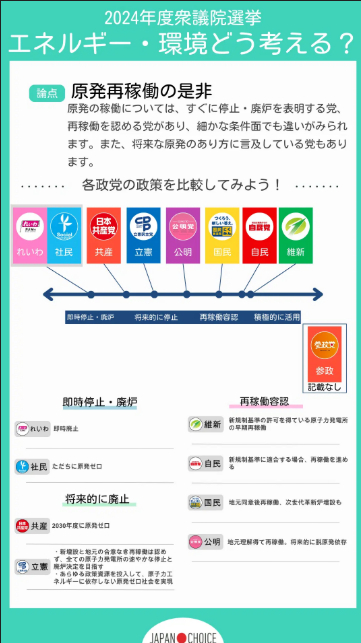 2024年度衆議院選挙
エネルギー・環境どう考える？
論点
原発再稼働の是非
原発の稼働については、すぐに停止・廃炉を表明する党、
再稼働を認める党があり、細かな条件面でも違いがみられ
ます。また、将来な原発のあり方に言及している党もあり
ます。
各政党の政策を比較してみよう！
れいわ
社民
日本
共産党
共産
立憲
公明党
公明
国民
自民党
自民
維新
即時停止・廃炉
将来的に停止
再稼働容認
積極的に活用
参政党
参政
記載なし
即時停止・廃炉
れいわ
即時廃止
社民
ただちに原発ゼロ
将来的に廃止
共産
2030年度に原発ゼロ
立憲
・新増設と地元の合意なき再稼働は認め
ず、全ての原子力発電所の速やかな停止と
廃炉決定を目指す
・あらゆる政策資源を投入して、原子力エ
ネルギーに依存しない原発ゼロ社会を実現
再稼働容認
維新
新規制基準の許可を得ている原子力発電所
の早期再稼働
自民
新規制基準に適合する場合、再稼働を進め
る
国民
地元同意後再稼働、次世代革新炉増設も
公明
地元理解得て再稼働、将来的に脱原発依存
JAPAN CHOICE